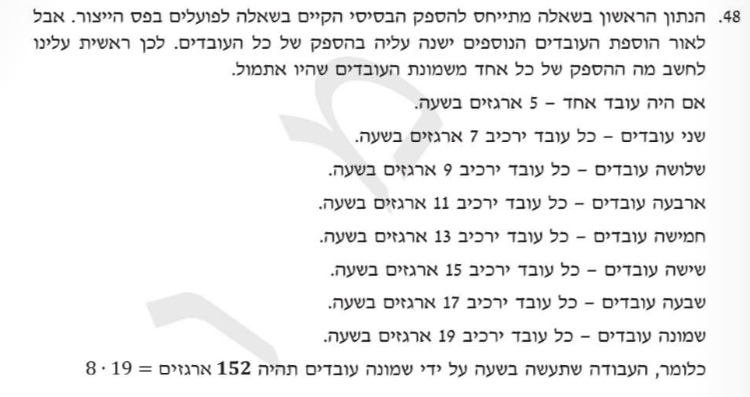 48. הנתון הראשון בשאלה מתייחס להספק הבסיסי הקיים בשאלה לפועלים בפס הייצור. אבל
לאור הוספת העובדים הנוספים ישנה עליה בהספק של כל העובדים. לכן ראשית עלינו
לחשב מה ההספק של כל אחד משמונת העובדים שהיו אתמול.
אם היה עובד אחד – 5 ארגזים בשעה.
שני עובדים – כל עובד ירכיב 7 ארגזים בשעה.
שלושה עובדים – כל עובד ירכיב 9 ארגזים בשעה.
ארבעה עובדים – כל עובד ירכיב 11 ארגזים בשעה.
חמישה עובדים – כל עובד ירכיב 13 ארגזים בשעה.
שישה עובדים – כל עובד ירכיב 15 ארגזים בשעה.
שבעה עובדים – כל עובד ירכיב 17 ארגזים בשעה.
שמונה עובדים – כל עובד ירכיב 19 ארגזים בשעה.
כלומר, העבודה שתעשה בשעה על ידי שמונה עובדים תהיה 152 ארגזים = 19 · 8